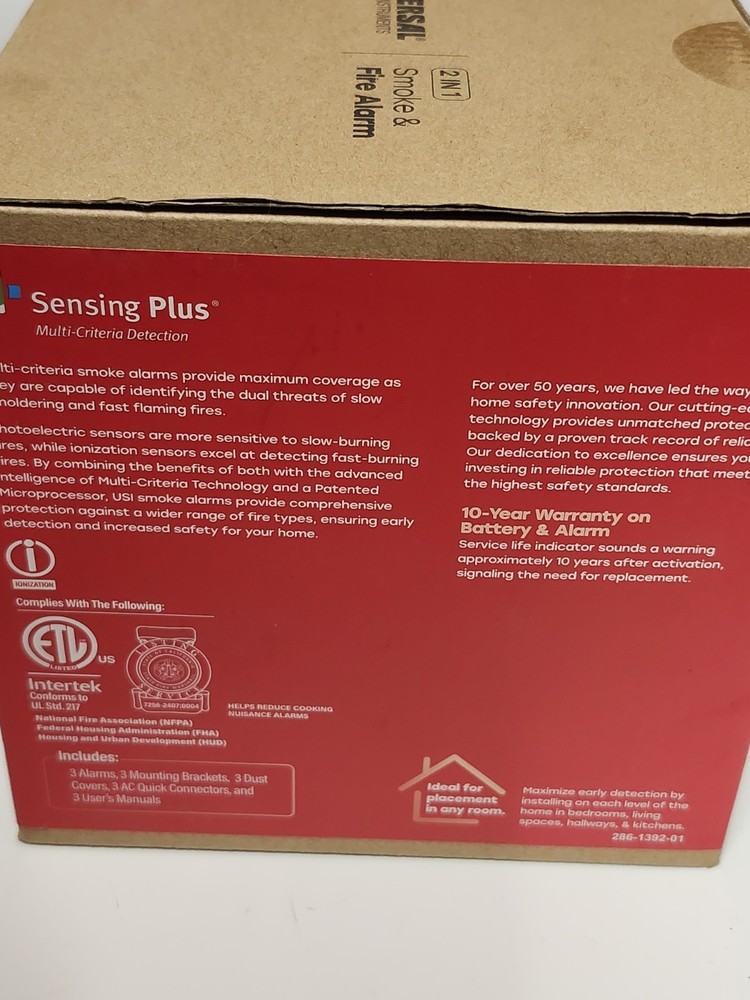 ERSAL®
INSTRUMENTS
2 IN 1
Smoke &
Fire Alarm
Sensing Plus®
Multi-Criteria Detection
lti-criteria smoke alarms provide maximum coverage as
ey are capable of identifying the dual threats of slow
moldering and fast flaming fires.
hotoelectric sensors are more sensitive to slow-burning
res, while ionization sensors excel at detecting fast-burning
ires. By combining the benefits of both with the advanced
ntelligence of Multi-Criteria Technology and a Patented
Microprocessor, USI smoke alarms provide comprehensive
protection against a wider range of fire types, ensuring early
detection and increased safety for your home.
i
IONIZATION
Complies With The Following:
ETL
LISTED
US
Intertek
Conforms to
UL Std. 217
LISTING
SERVICE
7256-2407:0004
HELPS REDUCE COOKING
NUISANCE ALARMS
National Fire Association (NFPA)
Federal Housing Administration (FHA)
Housing and Urban Development (HUD)
Includes:
3 Alarms, 3 Mounting Brackets, 3 Dust
Covers, 3 AC Quick Connectors, and
3 User's Manuals
For over 50 years, we have led the way
home safety innovation. Our cutting-e
technology provides unmatched protec
backed by a proven track record of relia
Our dedication to excellence ensures yo
investing in reliable protection that meet
the highest safety standards.
10-Year Warranty on
Battery & Alarm
Service life indicator sounds a warning
approximately 10 years after activation,
signaling the need for replacement.
Ideal for
placement
in any room.
Maximize early detection by
installing on each level of the
home in bedrooms, living
spaces, hallways, & kitchens.
286-1392-01